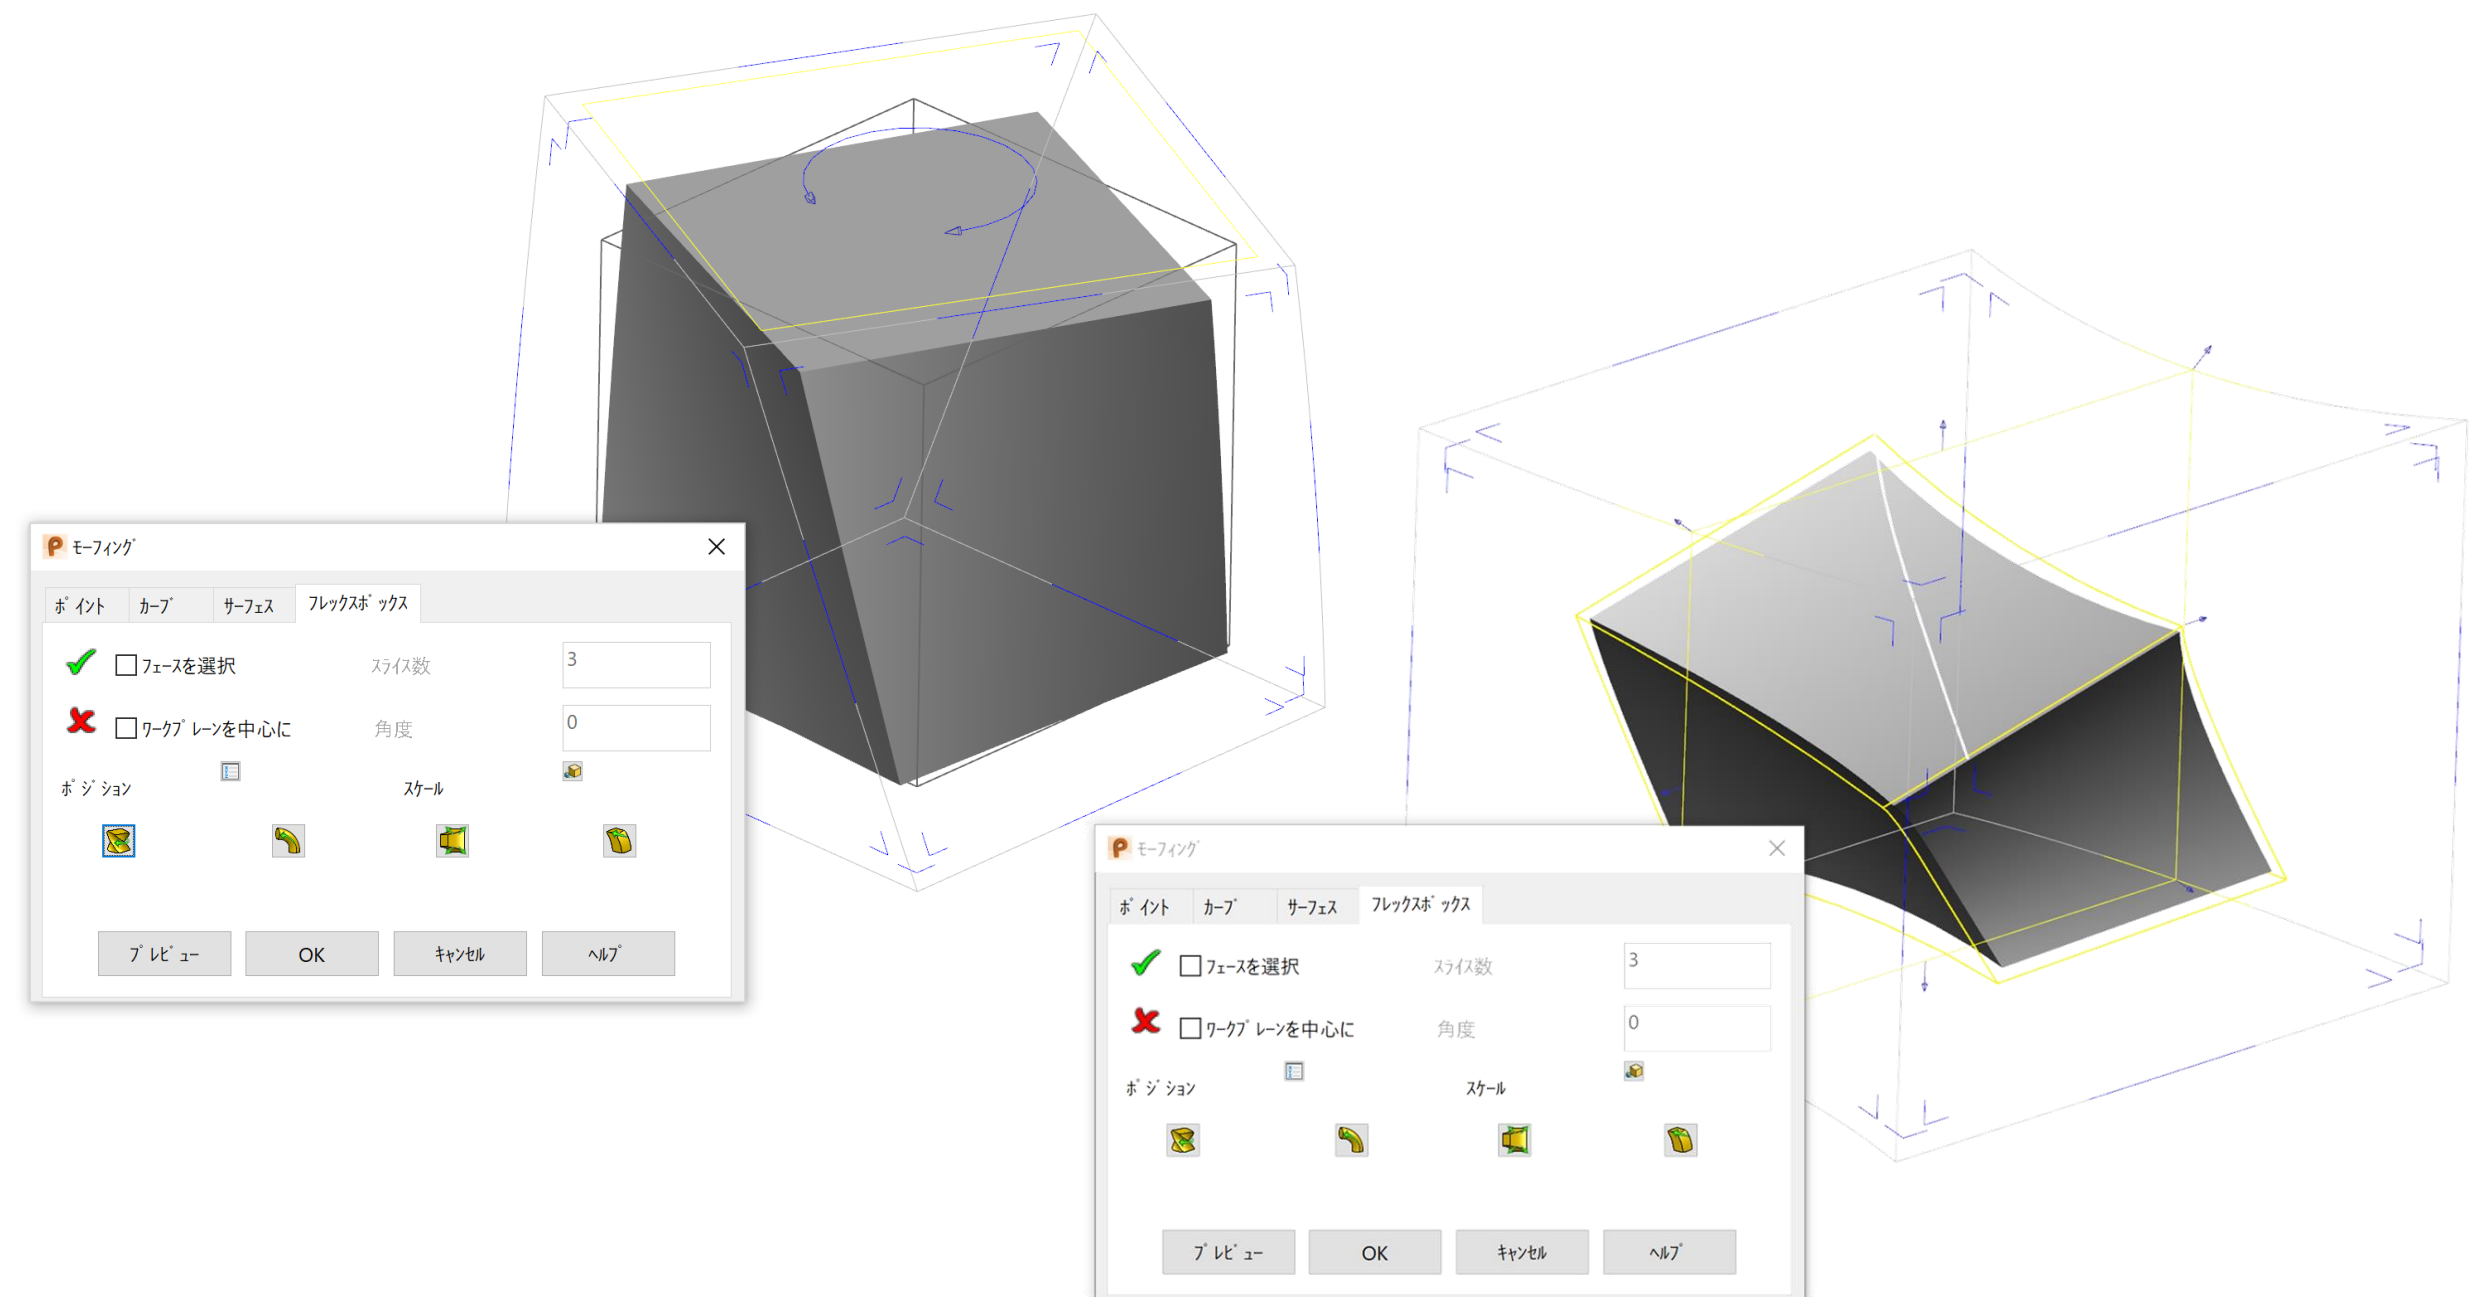 モーフィング
ポイント カーブ サーフェス フレックスボックス
フェースを選択 スライス数 3
ワークプレーンを中心に 角度 0
ポジション スケール
プレビュー OK キャンセル ヘルプ
モーフィング
ポイント カーブ サーフェス フレックスボックス
フェースを選択 スライス数 3
ワークプレーンを中心に 角度 0
ポジション スケール
プレビュー OK キャンセル ヘルプ